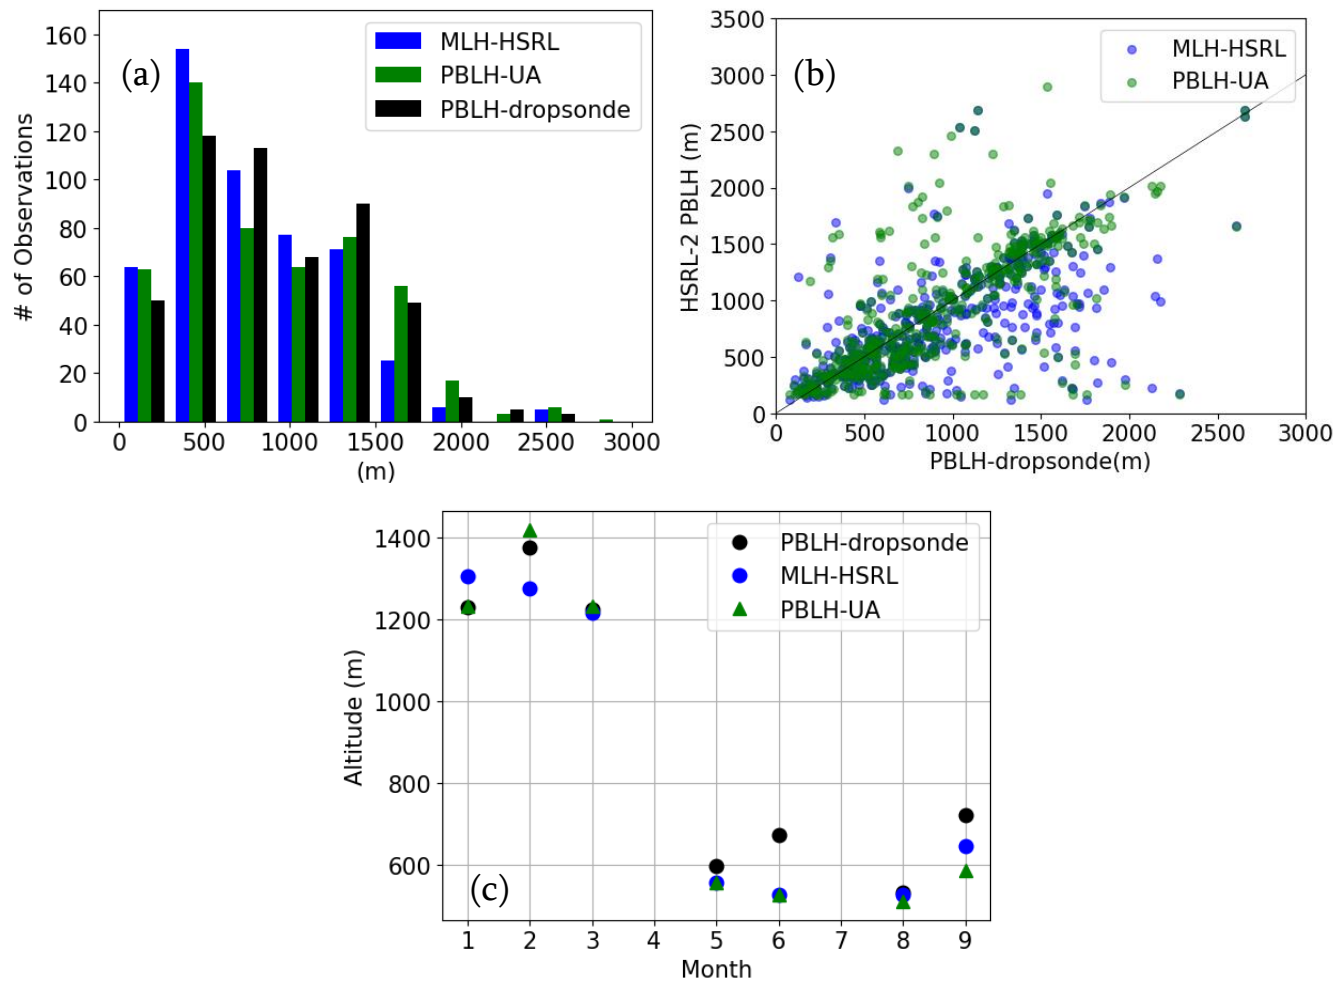 (a)
# of Observations
160
140
120
100
80
60
40
20
0
MLH-HSRL
PBLH-UA
PBLH-dropsonde
0 500 1000 1500 2000 2500 3000
(m)
(b)
HSRL-2 PBLH (m)
3500
3000
2500
2000
1500
1000
500
0
MLH-HSRL
PBLH-UA
0 500 1000 1500 2000 2500 3000
PBLH-dropsonde(m)
Altitude (m)
1400
1200
1000
800
600
PBLH-dropsonde
MLH-HSRL
PBLH-UA
(c)
1 2 3 4 5 6 7 8 9
Month